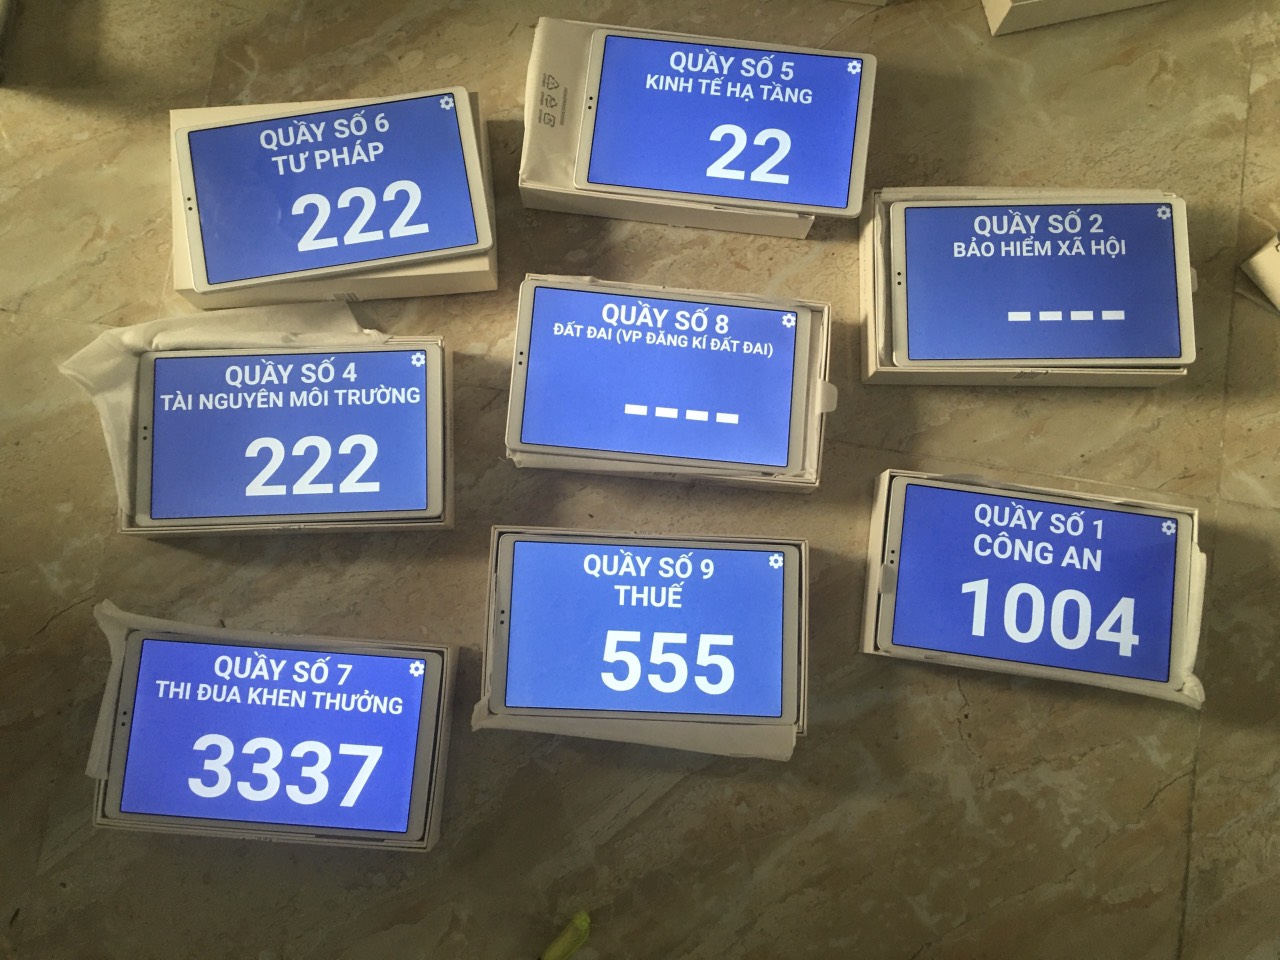 QUẦY SỐ 5
KINH TẾ HẠ TẦNG
22
QUẦY SỐ 6
TƯ PHÁP
222
QUẦY SỐ 2
BẢO HIỂM XÃ HỘI
----
QUẦY SỐ 8
ĐẤT ĐAI (VP ĐĂNG KÍ ĐẤT ĐAI)
----
QUẦY SỐ 4
TÀI NGUYÊN MÔI TRƯỜNG
222
QUẦY SỐ 1
CÔNG AN
1004
QUẦY SỐ 9
THUẾ
555
QUẦY SỐ 7
THI ĐUA KHEN THƯỞNG
3337